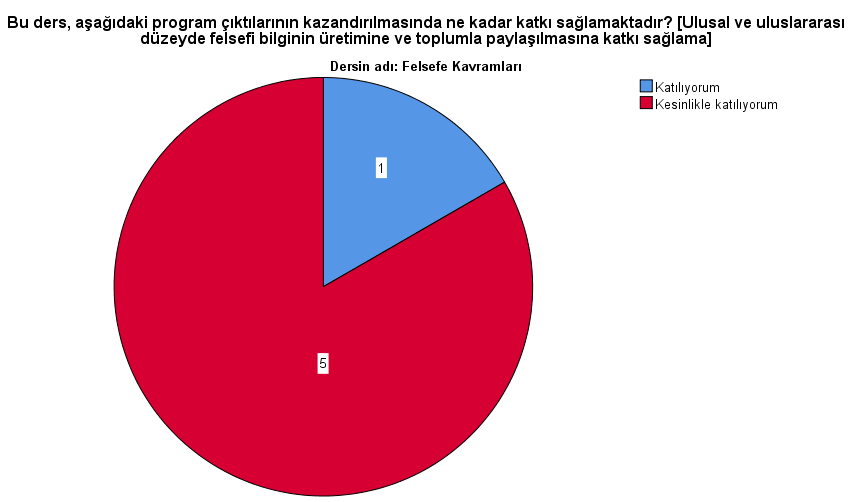 Bu ders, aşağıdaki program çıktılarının kazandırılmasında ne kadar katkı sağlamaktadır? [Ulusal ve uluslararası
düzeyde felsefi bilginin üretimine ve toplumla paylaşılmasına katkı sağlama]
Dersin adı: Felsefe Kavramları
Katılıyorum
Kesinlikle katılıyorum
1
5